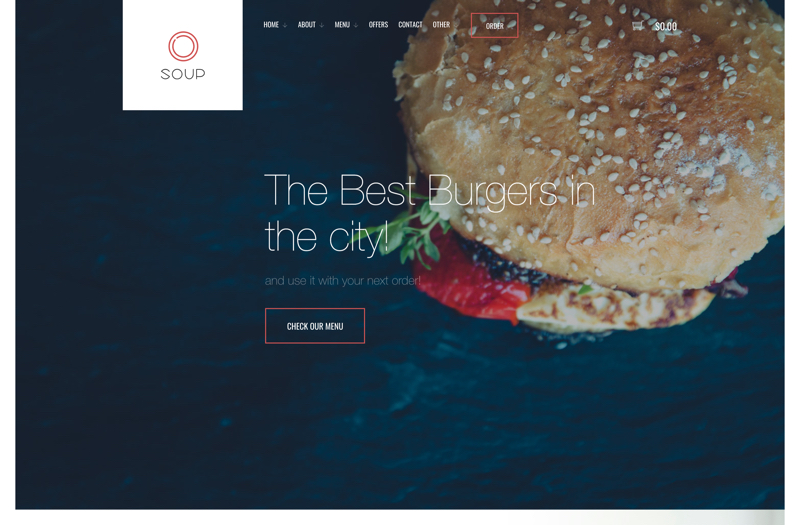 SOUP
HOME ABOUT MENU OFFERS CONTACT OTHER ORDER $0.00
The Best Burgers in
the city!
and use it with your next order!
CHECK OUR MENU